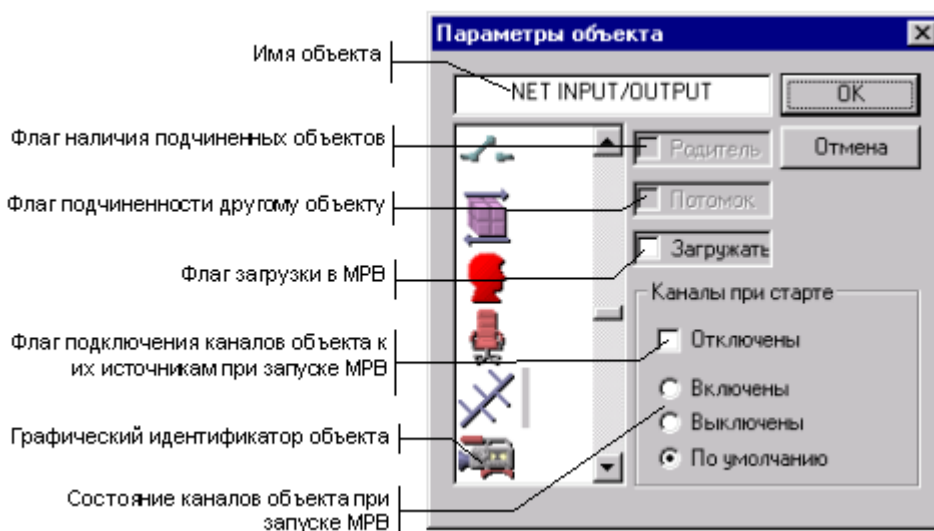 Параметры объекта
Имя объекта
NET INPUT/OUTPUT
OK
Флаг наличия подчиненных объектов
Родитель
Отмена
Флаг подчиненности другому объекту
Потомок
Флаг загрузки в МРВ
Загружать
Каналы при старте
Флаг подключения каналов объекта к
их источникам при запуске МРВ
Отключены
Включены
Выключены
По умолчанию
Графический идентификатор объекта
Состояние каналов объекта при
запуске МРВ